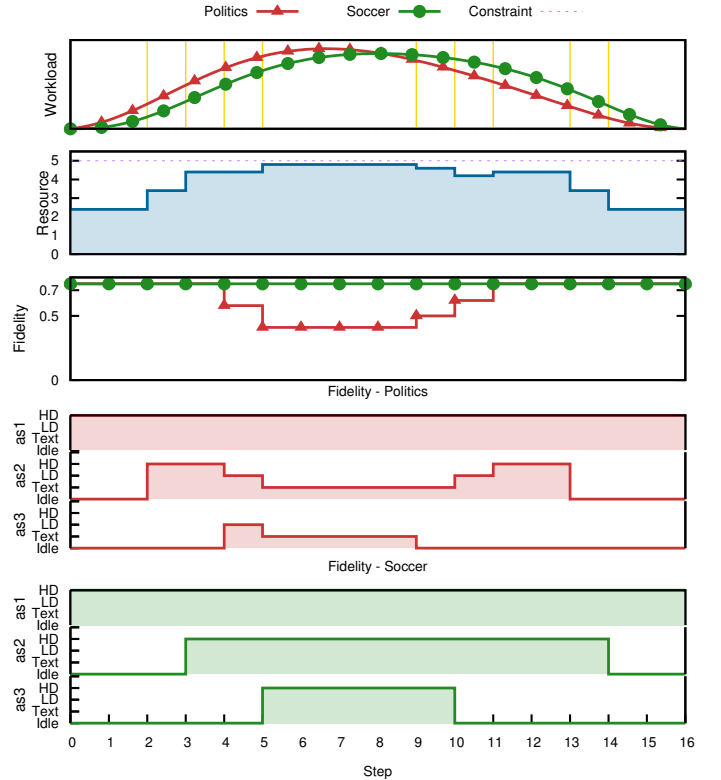 Politics Soccer Constraint
Workload
Resource
5
4
3
2
1
0
Fidelity
0.7
0.5
0
Fidelity - Politics
as1
HD
LD
Text
Idle
as2
HD
LD
Text
Idle
as3
HD
LD
Text
Idle
Fidelity - Soccer
as1
HD
LD
Text
Idle
as2
HD
LD
Text
Idle
as3
HD
LD
Text
Idle
0 1 2 3 4 5 6 7 8 9 10 11 12 13 14 15 16
Step